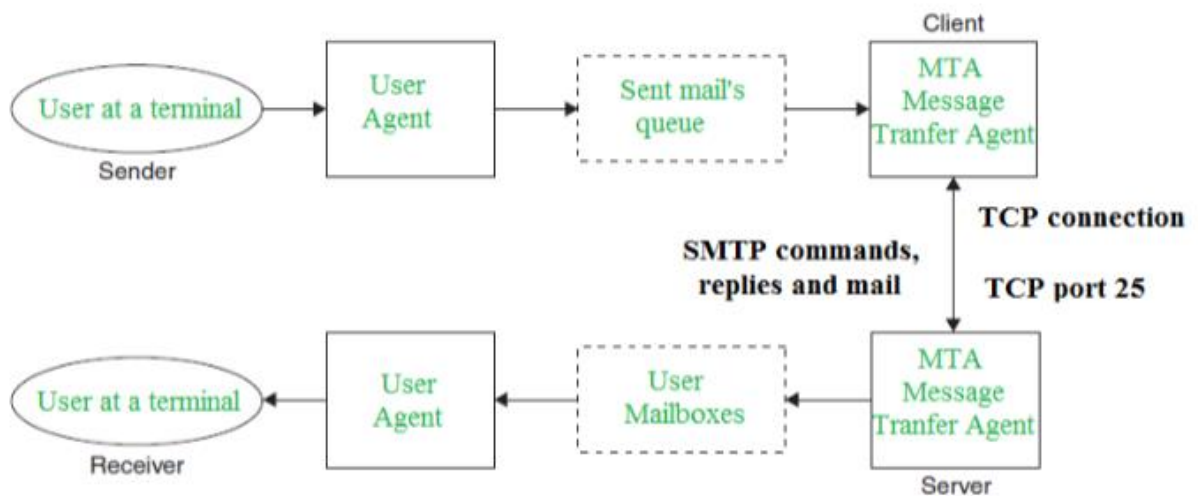 Client
User at a terminal
Sender
User
Agent
Sent mail's
queue
MTA
Message
Tranfer Agent
SMTP commands,
replies and mail
TCP connection
TCP port 25
User at a terminal
Receiver
User
Agent
User
Mailboxes
MTA
Message
Tranfer Agent
Server